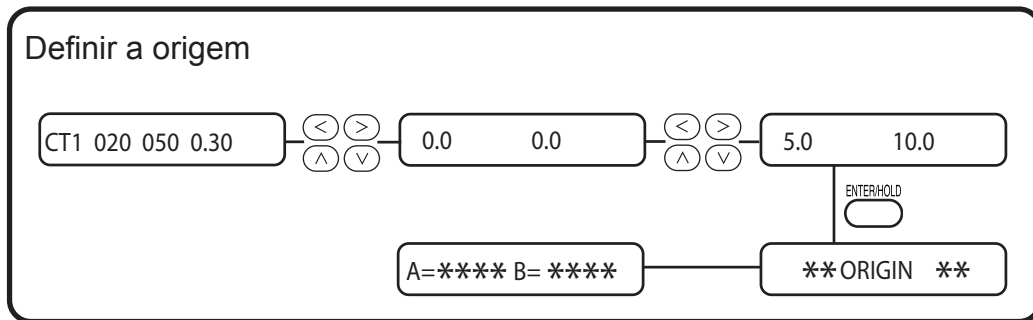 Definir a origem
CT1 020 050 0.30
< >
∧ ∨
0.0 0.0
< >
∧ ∨
5.0 10.0
ENTER/HOLD
**ORIGIN **
A=**** B= ****